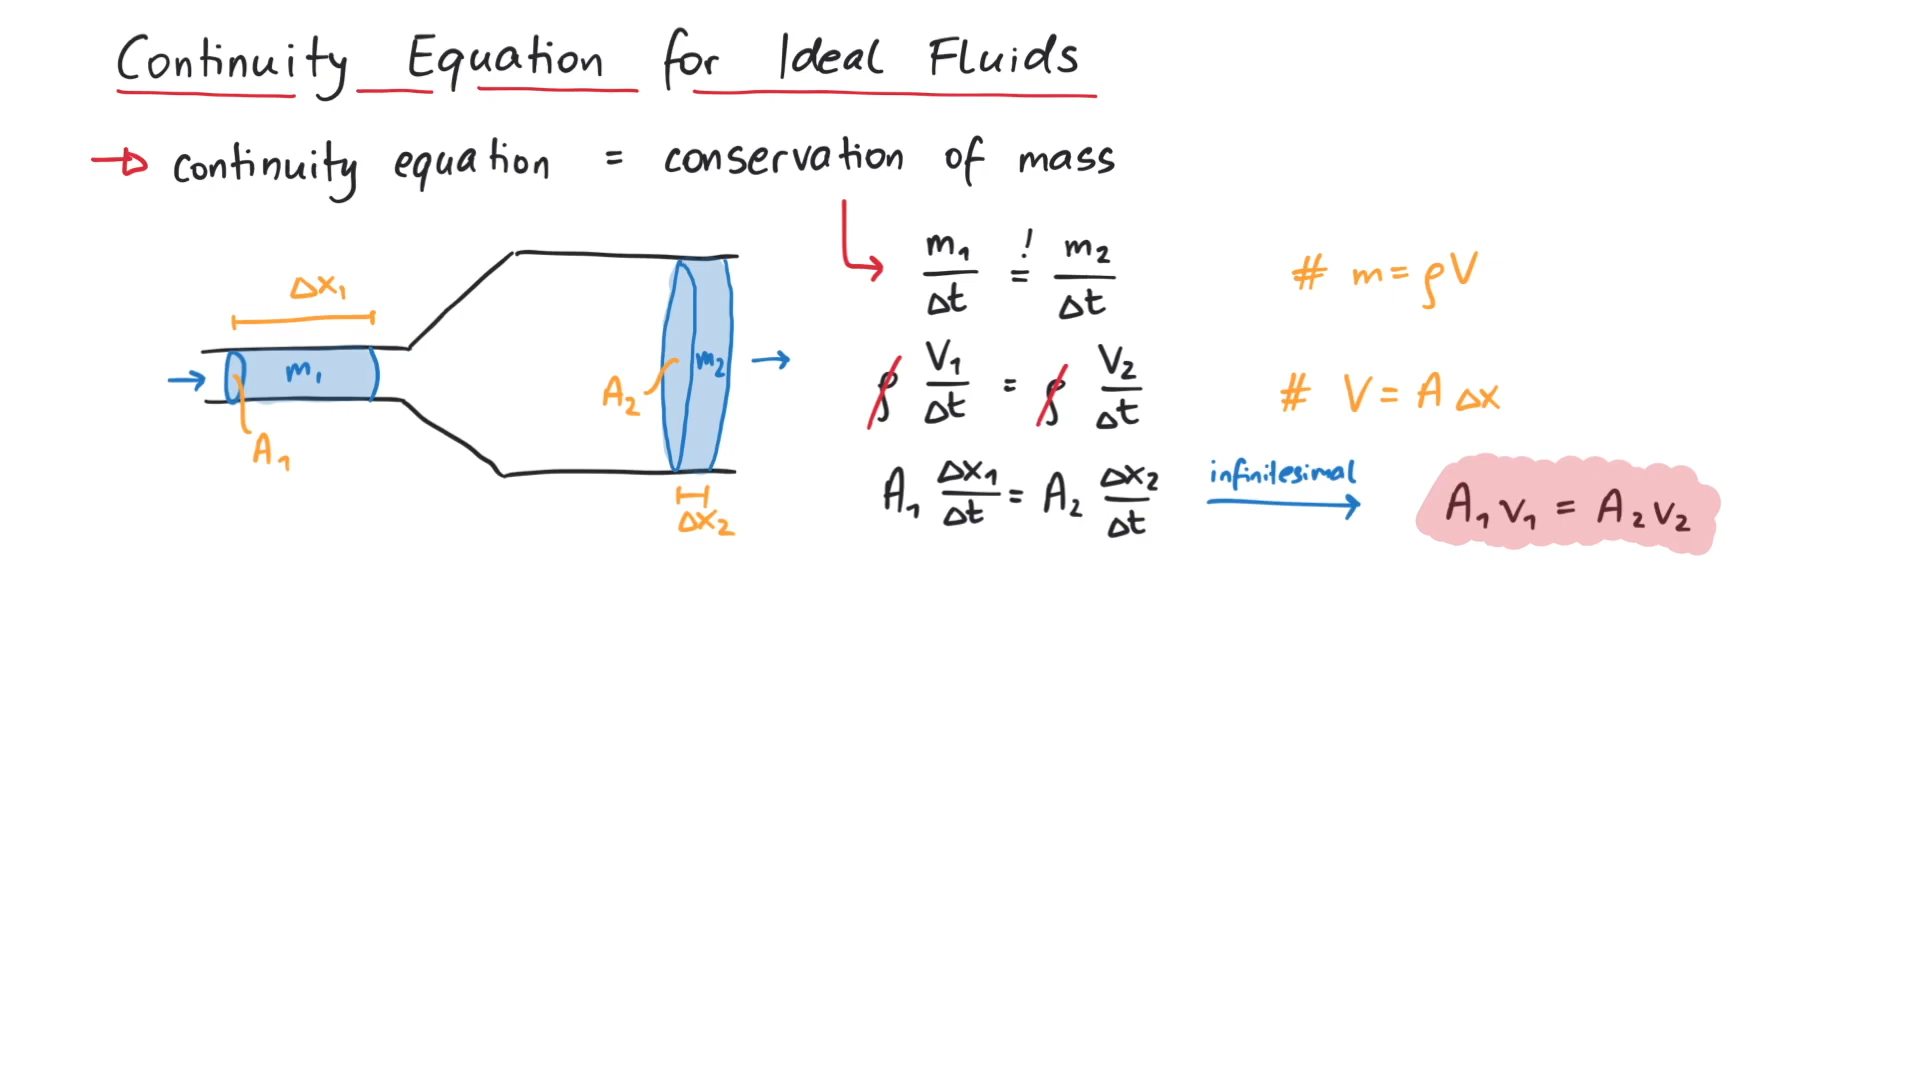 Continuity Equation for Ideal Fluids
continuity equation = conservation of mass
m₁/Δt =! m₂/Δt # m = ρV
Δx₁
m₁
A₁
A₂
m₂
Δx₂
ρ V₁/Δt = ρ V₂/Δt # V = A Δx
A₁ Δx₁/Δt = A₂ Δx₂/Δt infinitesimal A₁v₁ = A₂v₂